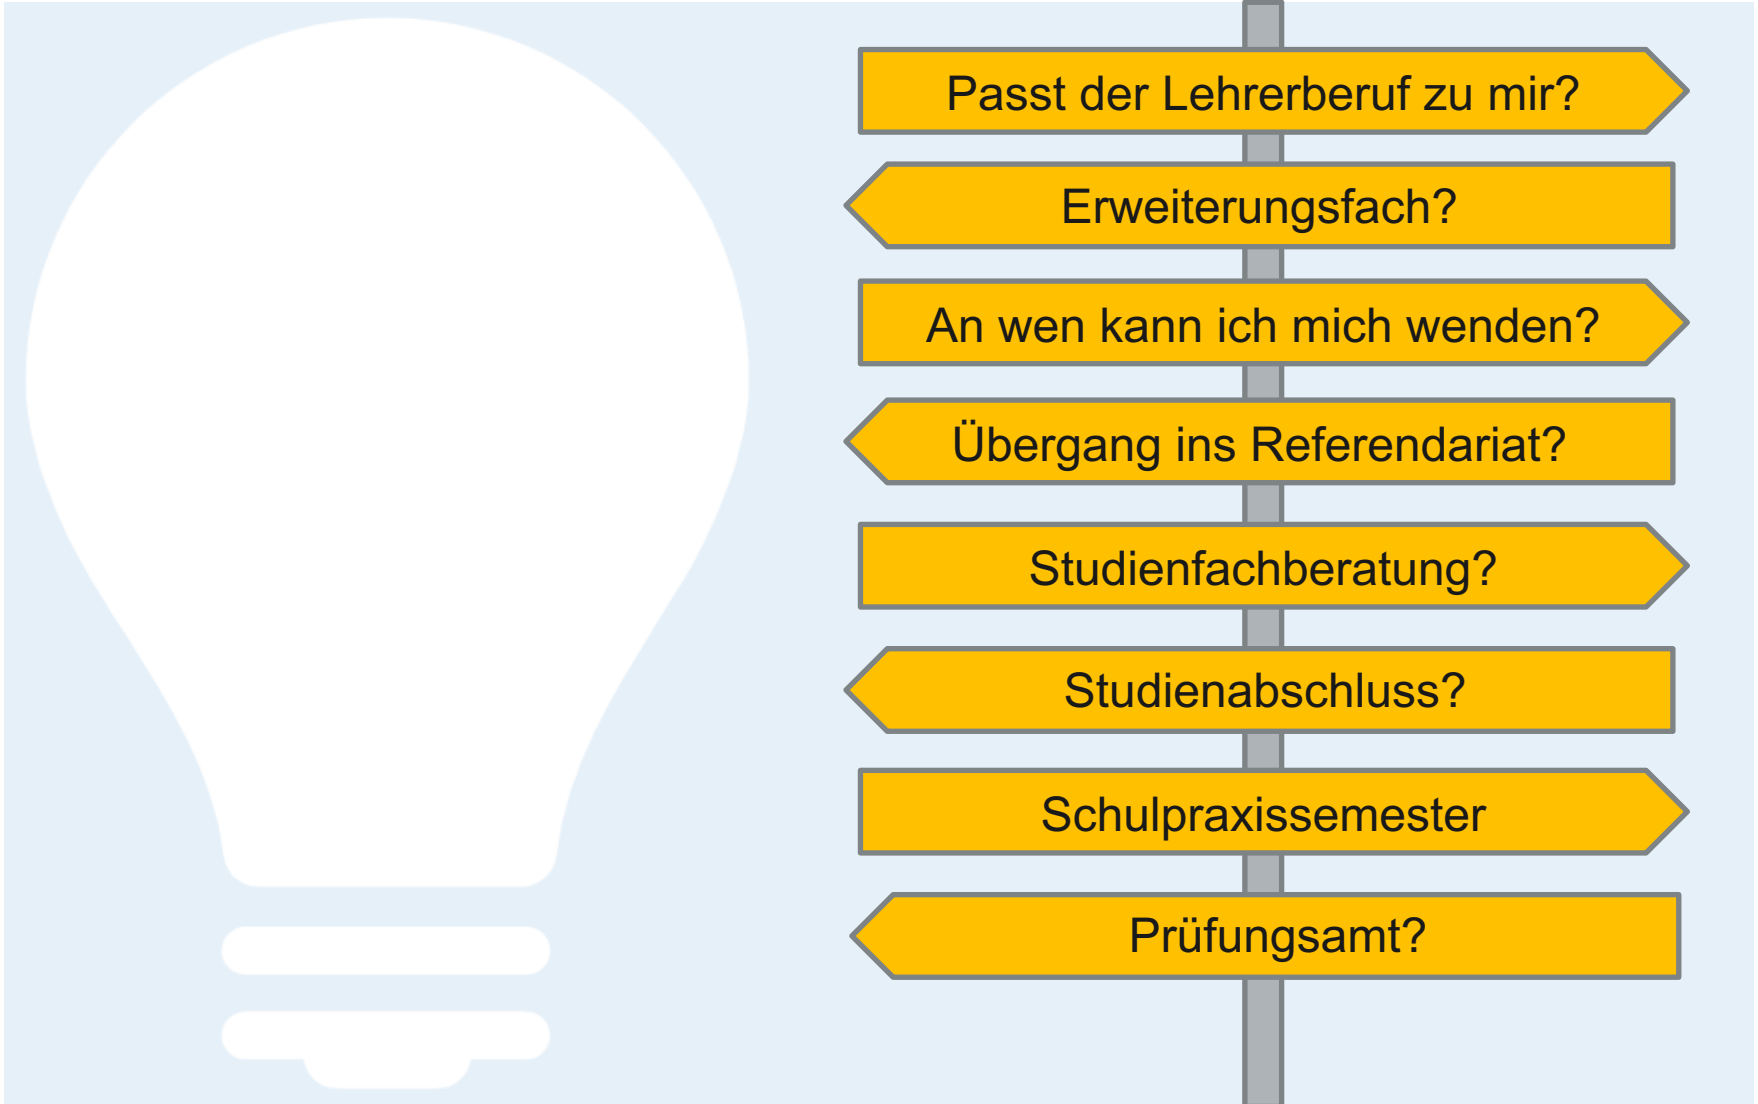 Passt der Lehrerberuf zu mir?
Erweiterungsfach?
An wen kann ich mich wenden?
Übergang ins Referendariat?
Studienfachberatung?
Studienabschluss?
Schulpraxissemester
Prüfungsamt?